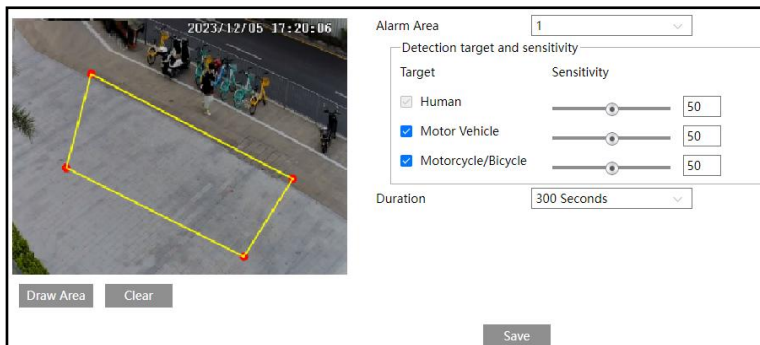 2023/12/05 17:20:06
Alarm Area 1
Detection target and sensitivity
Target Sensitivity
Human 50
Motor Vehicle 50
Motorcycle/Bicycle 50
Duration 300 Seconds
Draw Area Clear
Save